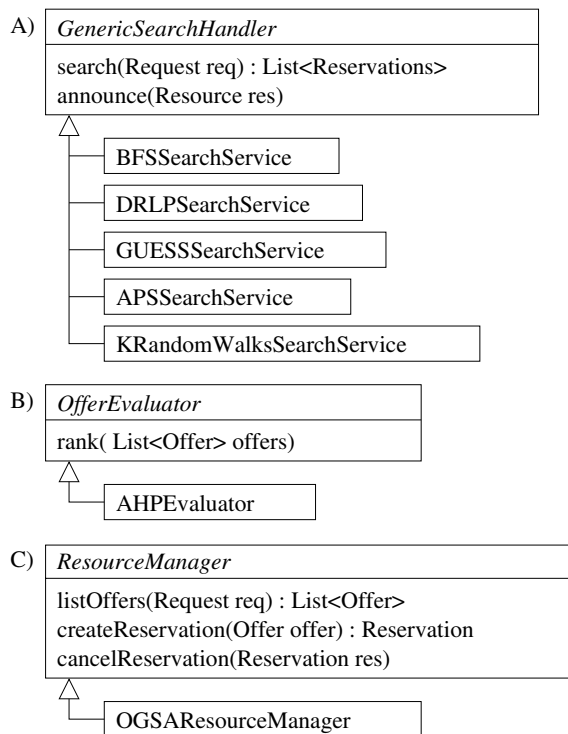 A) GenericSearchHandler
search(Request req) : List<Reservations>
announce(Resource res)
BFSSearchService
DRLPSearchService
GUESSSearchService
APSSearchService
KRandomWalksSearchService
B) OfferEvaluator
rank( List<Offer> offers)
AHPEvaluator
C) ResourceManager
listOffers(Request req) : List<Offer>
createReservation(Offer offer) : Reservation
cancelReservation(Reservation res)
OGSAResourceManager